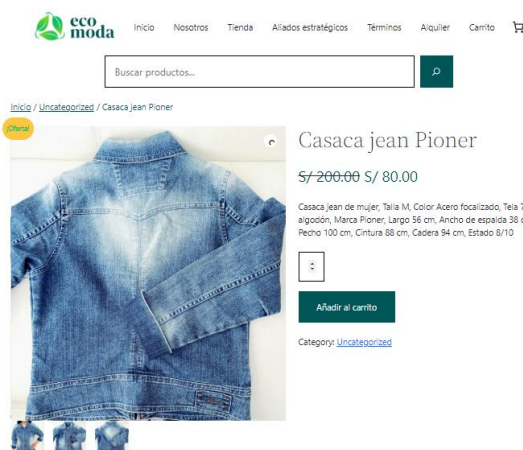 eco
moda
Inicio
Nosotros
Tienda
Aliados estratégicos
Términos
Alquiler
Carrito
Buscar productos...
Inicio / Uncategorized / Casaca jean Pioner
¡Oferta!
Casaca jean Pioner
S/ 200.00 S/ 80.00
Casaca jean de mujer, Talla M, Color Acero focalizado, Tela
algodón, Marca Pioner, Largo 56 cm, Ancho de espalda 38
Pecho 100 cm, Cintura 88 cm, Cadera 94 cm, Estado 8/10
Añadir al carrito
Category: Uncategorized